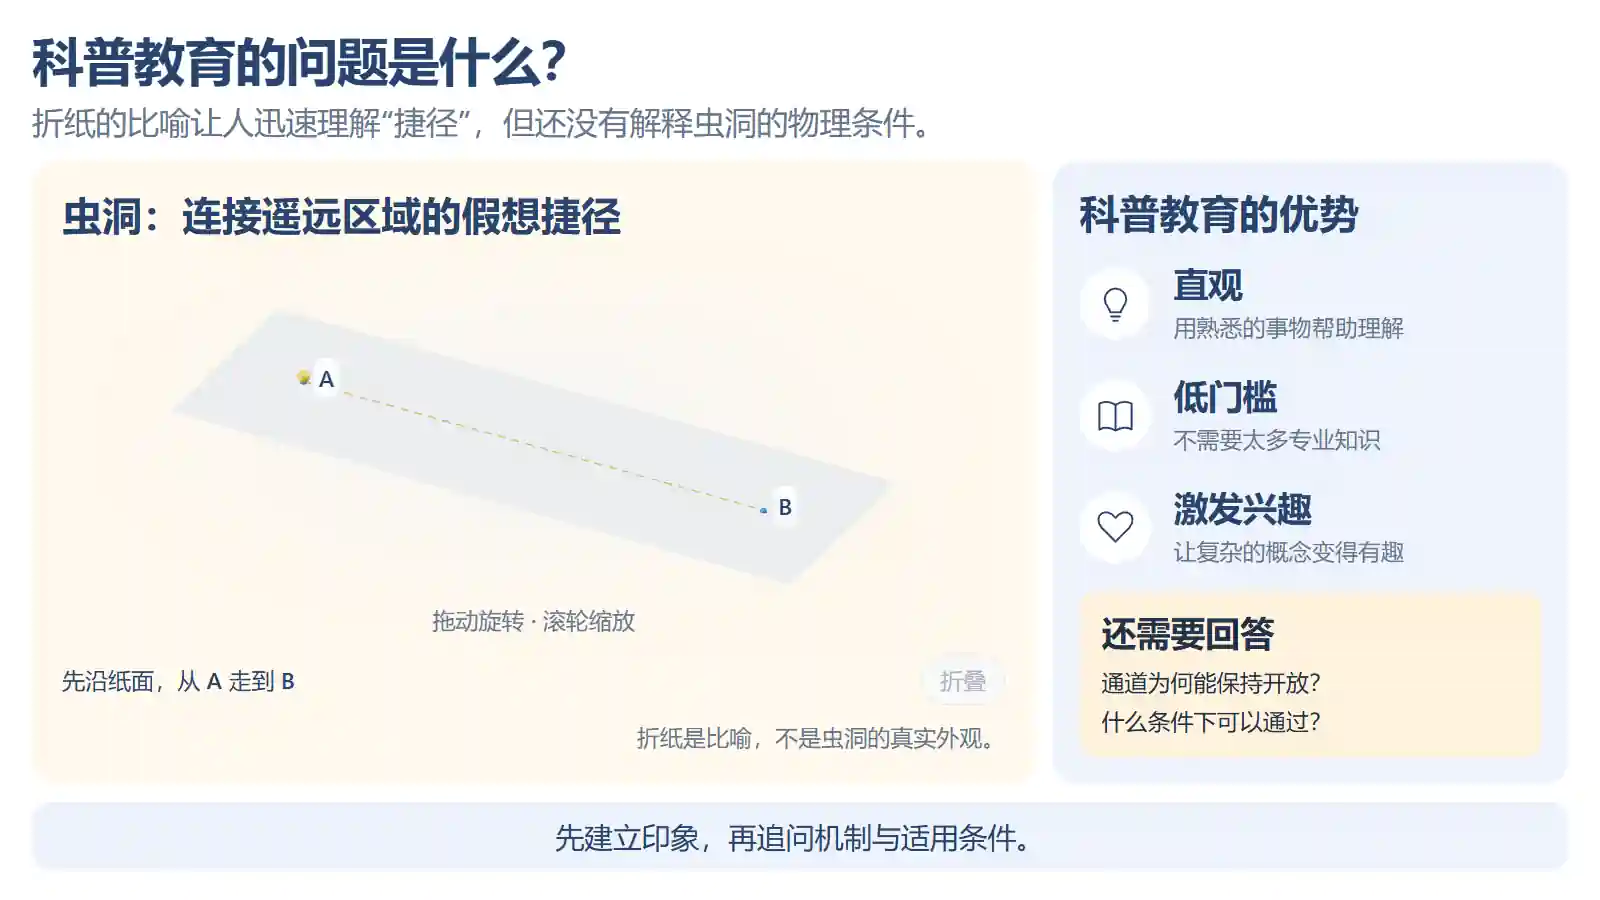 科普教育的问题是什么？
折纸的比喻让人迅速理解“捷径”，但还没有解释虫洞的物理条件。
虫洞：连接遥远区域的假想捷径
A
B
拖动旋转 · 滚轮缩放
先沿纸面，从 A 走到 B
折叠
折纸是比喻，不是虫洞的真实外观。
科普教育的优势
直观
用熟悉的事物帮助理解
低门槛
不需要太多专业知识
激发兴趣
让复杂的概念变得有趣
还需要回答
通道为何能保持开放？
什么条件下可以通过？
先建立印象，再追问机制与适用条件。